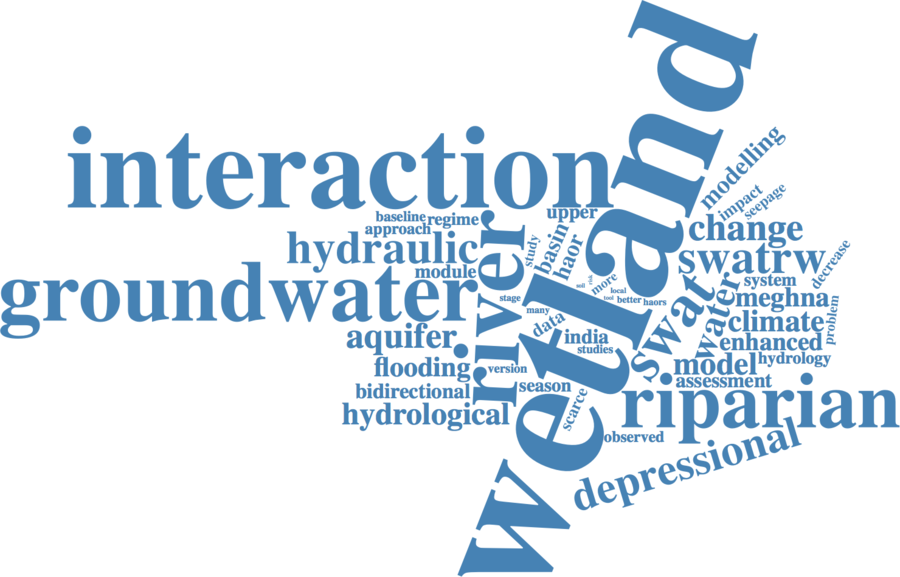 wetland
interaction
modelling
impact
seepage
baseline
regime
upper
approach
change
hydraulic
river
study
basin
haor
swatrw
decrease
module
groundwater
more
soil
local
system
stage
tool
better
haors
swat
water
meghna
many
data
climate
problem
aquifer
india
enhanced
studies
flooding
version
model
hydrology
bidirectional
season
assessment
scarce
riparian
hydrological
observed
depressional